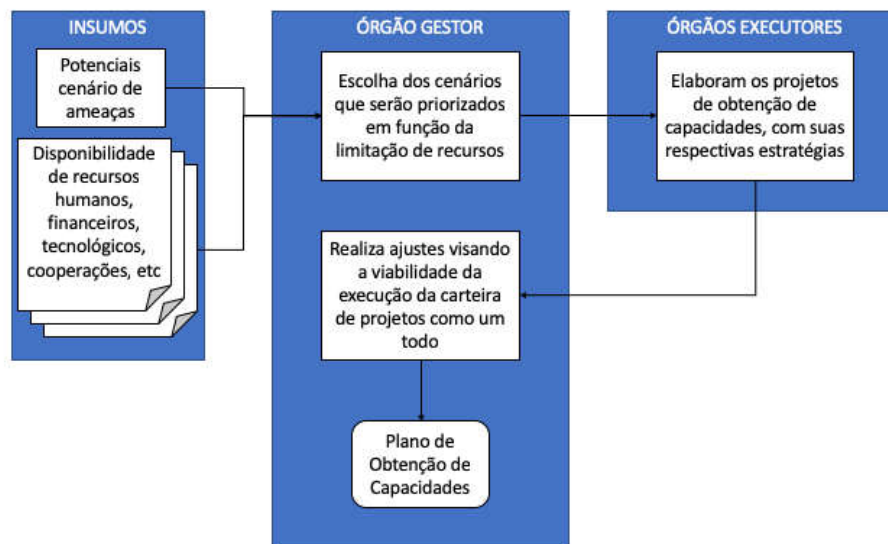 INSUMOS
Potenciais
cenário de
ameaças
Disponibilidade
de recursos
humanos,
financeiros,
tecnológicos,
cooperações, etc
ÓRGÃO GESTOR
Escolha dos cenários
que serão priorizados
em função da
limitação de recursos
Realiza ajustes visando
a viabilidade da
execução da carteira
de projetos como um
todo
Plano de
Obtenção de
Capacidades
ÓRGÃOS EXECUTORES
Elaboram os projetos
de obtenção de
capacidades, com suas
respectivas estratégias